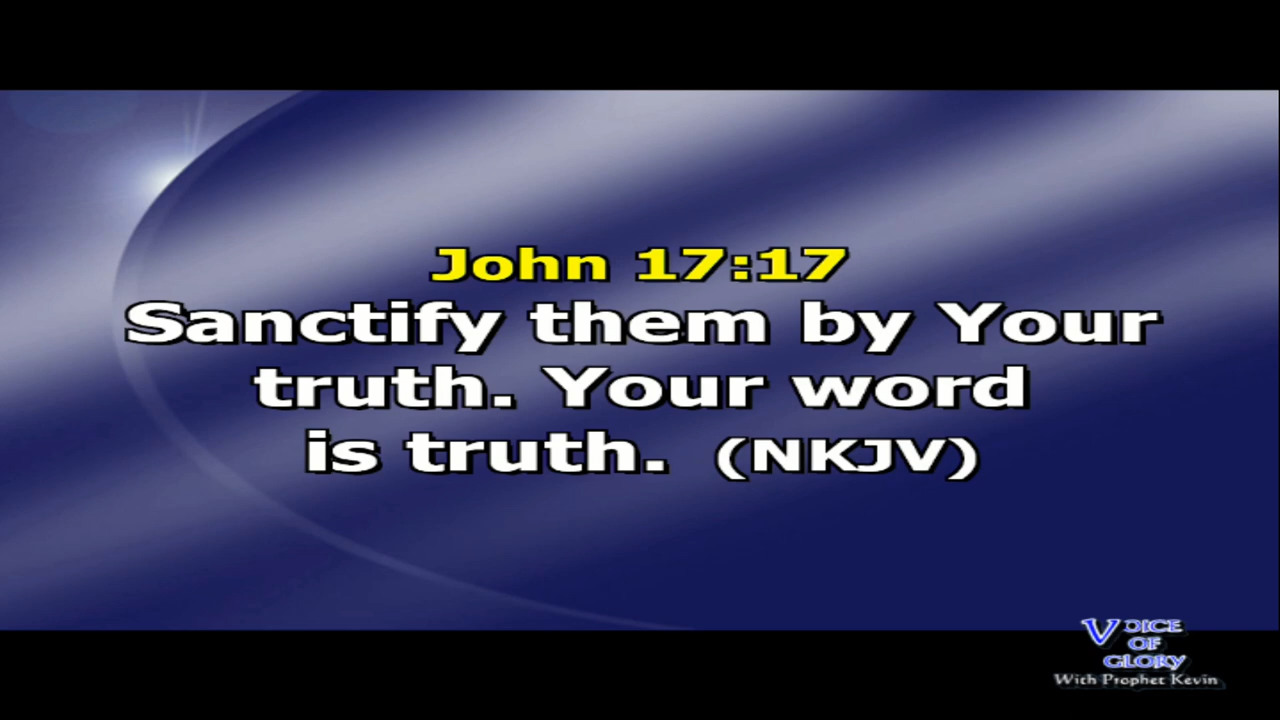 John 17:17
Sanctify them by Your
truth. Your word
is truth. (NKJV)
VOICE
OF
GLORY
With Prophet Kevin